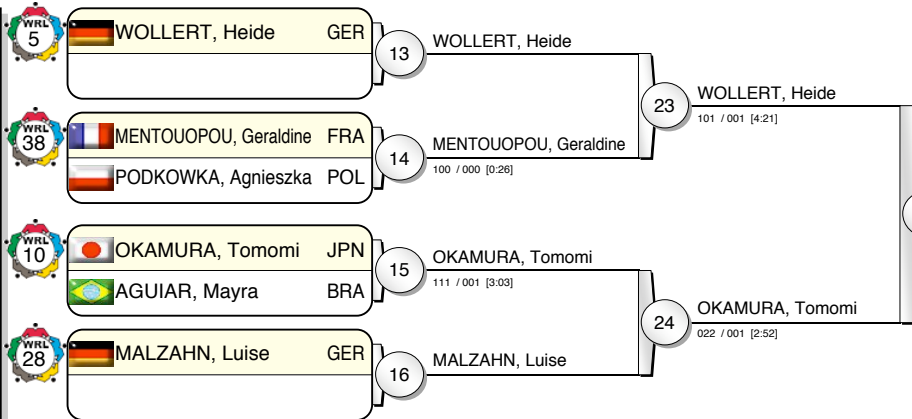 WRL
5
WOLLERT, Heide GER
13
WOLLERT, Heide
23
WOLLERT, Heide
101 / 001 [4:21]
WRL
38
MENTOUOPOU, Geraldine FRA
PODKOWKA, Agnieszka POL
14
MENTOUOPOU, Geraldine
100 / 000 [0:26]
WRL
10
OKAMURA, Tomomi JPN
AGUIAR, Mayra BRA
15
OKAMURA, Tomomi
111 / 001 [3:03]
24
OKAMURA, Tomomi
022 / 001 [2:52]
WRL
28
MALZAHN, Luise GER
16
MALZAHN, Luise